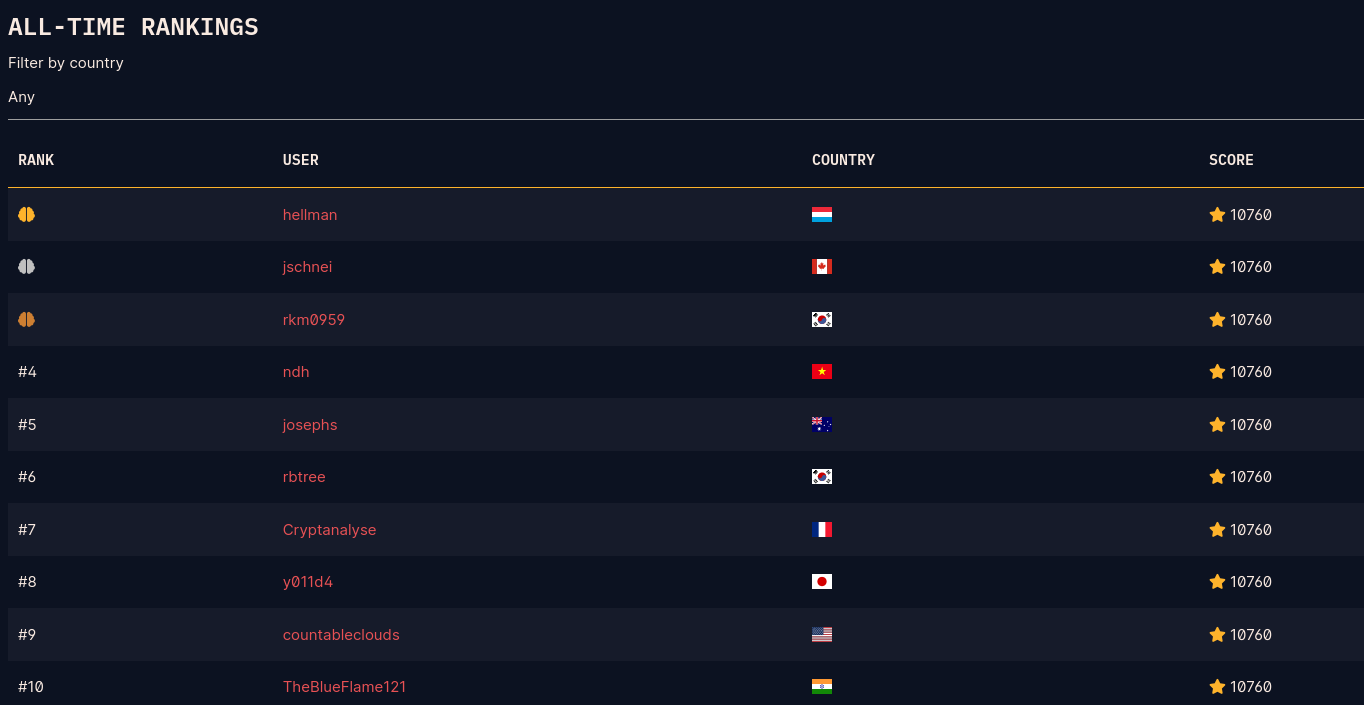 ALL-TIME RANKINGS
Filter by country
Any
RANK USER COUNTRY SCORE
hellman 10760
jschnei 10760
rkm0959 10760
#4 ndh 10760
#5 josephs 10760
#6 rbtree 10760
#7 Cryptanalyse 10760
#8 y011d4 10760
#9 countableclouds 10760
#10 TheBlueFlame121 10760